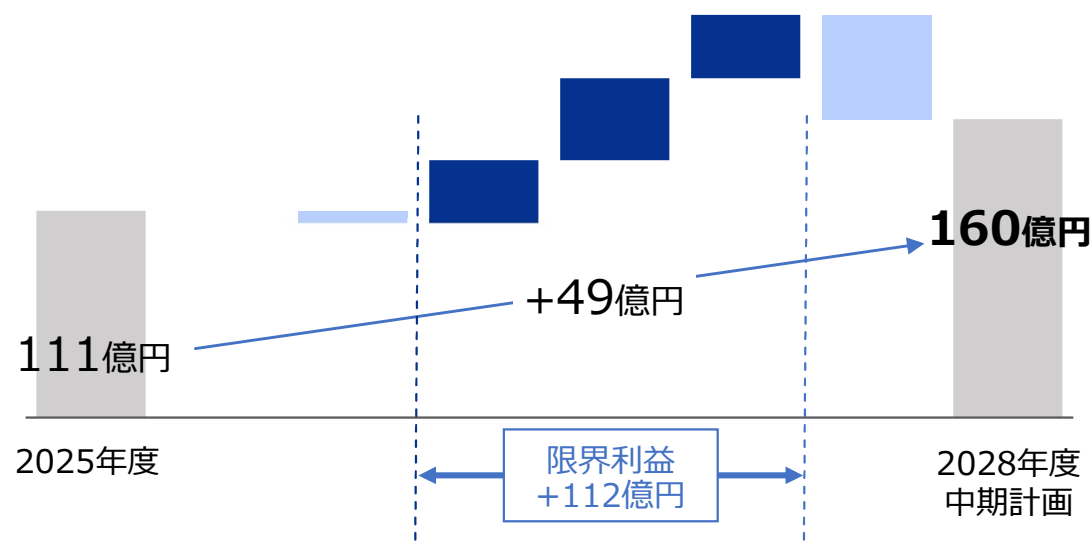 160億円
+49億円
111億円
2025年度
限界利益
+112億円
2028年度
中期計画